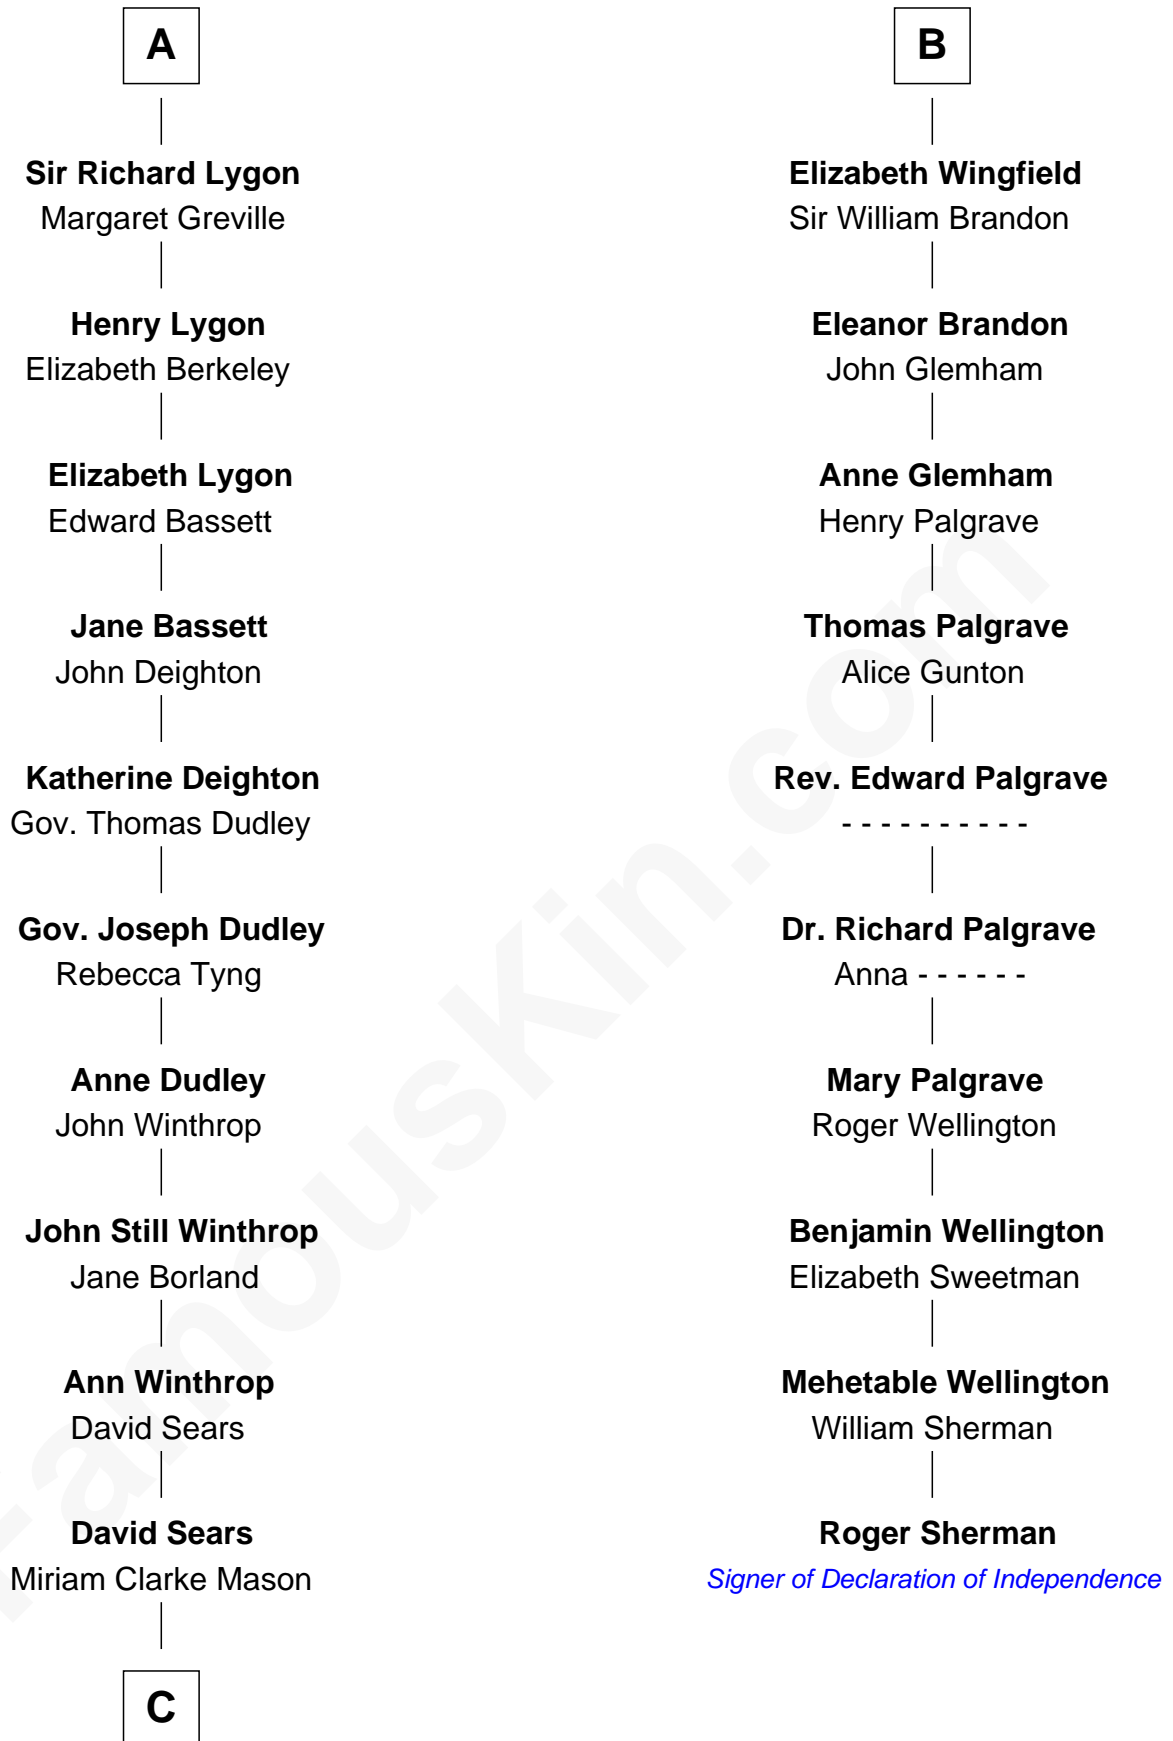 A
Sir Richard Lygon
Margaret Greville
Henry Lygon
Elizabeth Berkeley
Elizabeth Lygon
Edward Bassett
Jane Bassett
John Deighton
Katherine Deighton
Gov. Thomas Dudley
Gov. Joseph Dudley
Rebecca Tyng
Anne Dudley
John Winthrop
John Still Winthrop
Jane Borland
Ann Winthrop
David Sears
David Sears
Miriam Clarke Mason
C
B
Elizabeth Wingfield
Sir William Brandon
Eleanor Brandon
John Glemham
Anne Glemham
Henry Palgrave
Thomas Palgrave
Alice Gunton
Rev. Edward Palgrave
- - - - - - - - - -
Dr. Richard Palgrave
Anna - - - - - -
Mary Palgrave
Roger Wellington
Benjamin Wellington
Elizabeth Sweetman
Mehetable Wellington
William Sherman
Roger Sherman
Signer of Declaration of Independence
FamousKin.com